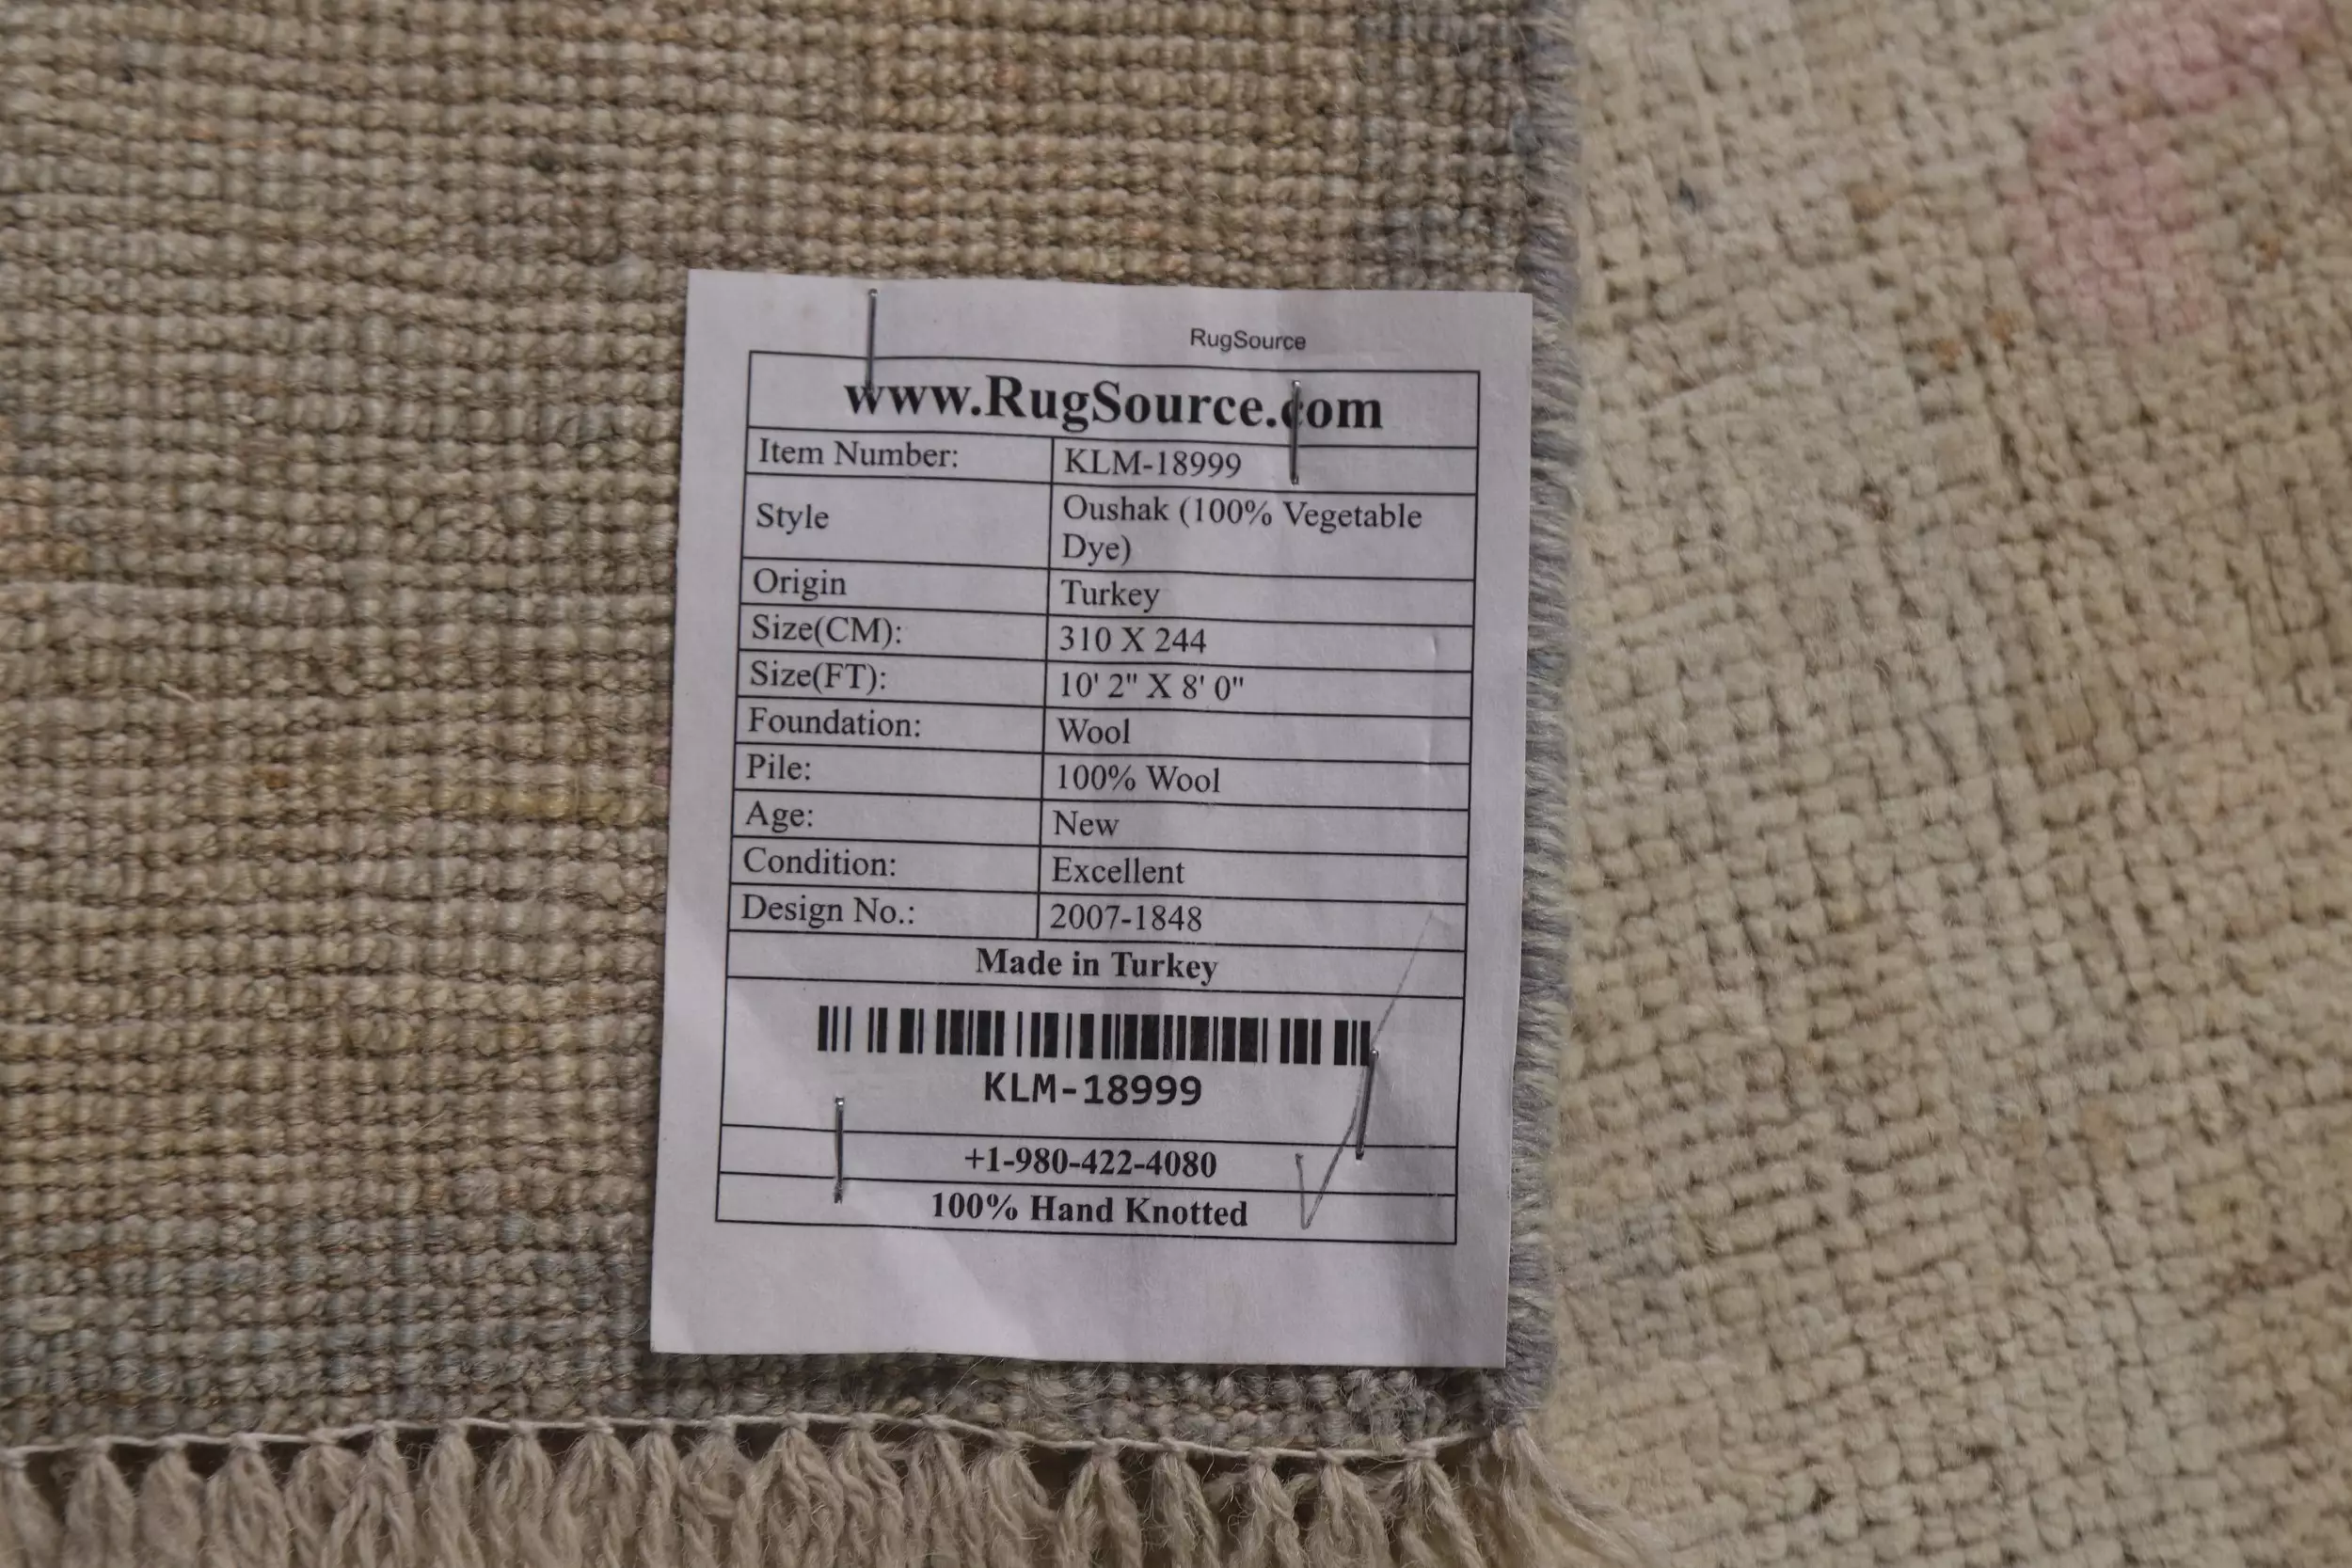 RugSource
www.RugSource.com
Item Number: KLM-18999
Style Oushak (100% Vegetable
Dye)
Origin Turkey
Size(CM): 310 X 244
Size(FT): 10' 2" X 8' 0"
Foundation: Wool
Pile: 100% Wool
Age: New
Condition: Excellent
Design No.: 2007-1848
Made in Turkey
KLM-18999
+1-980-422-4080
100% Hand Knotted